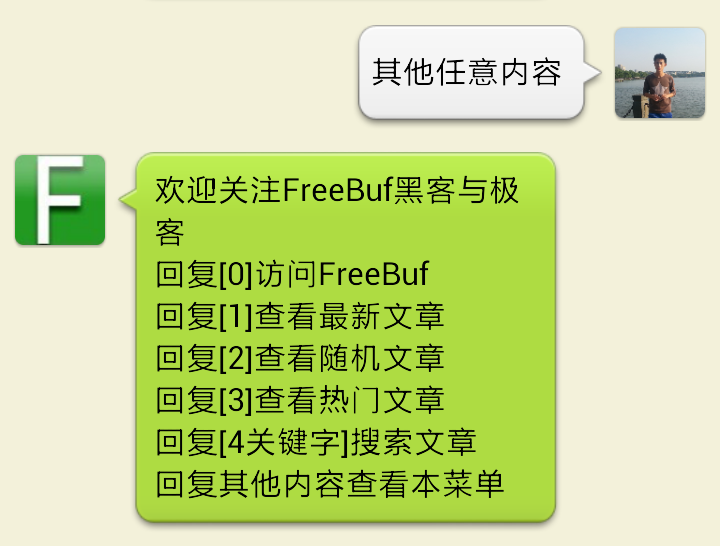 其他任意内容
F
欢迎关注FreeBuf黑客与极
客
回复[0]访问FreeBuf
回复[1]查看最新文章
回复[2]查看随机文章
回复[3]查看热门文章
回复[4关键字]搜索文章
回复其他内容查看本菜单